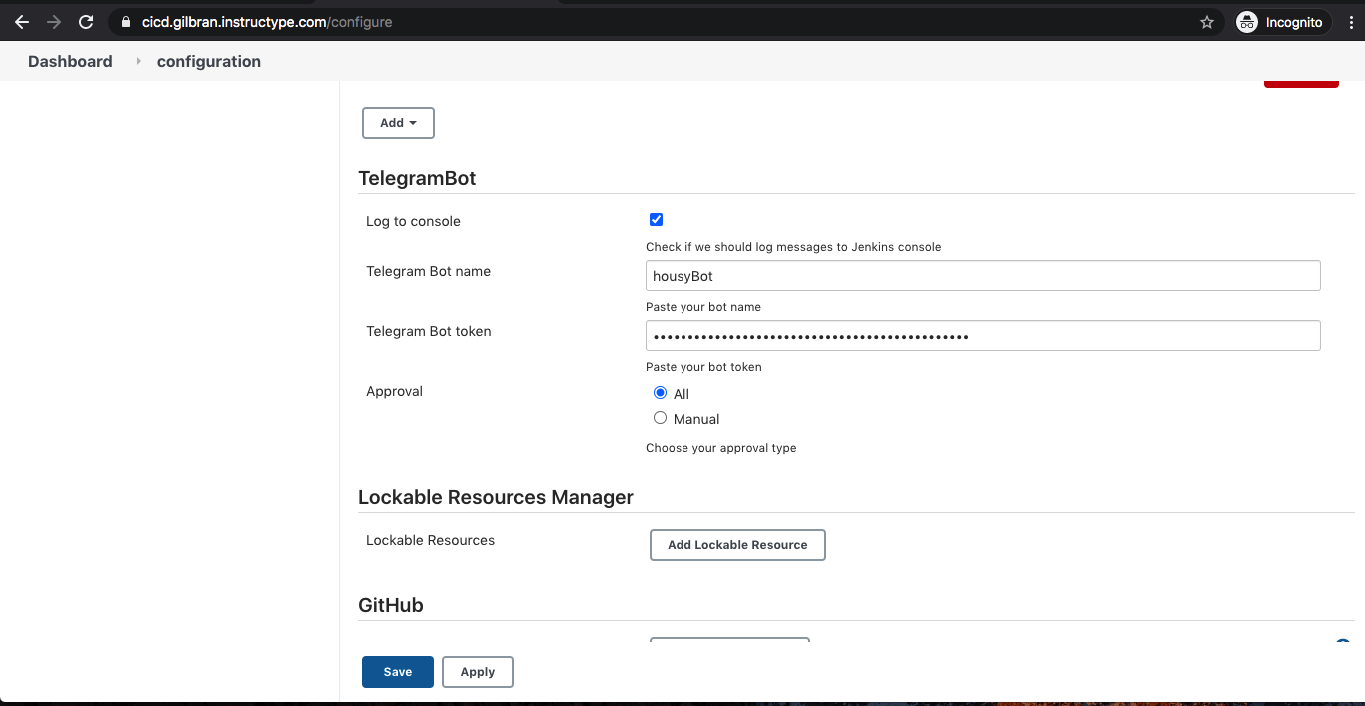 cicd.gilbran.instructype.com/configure
Incognito
Dashboard configuration
Add
TelegramBot
Log to console
Check if we should log messages to Jenkins console
Telegram Bot name
housyBot
Paste your bot name
Telegram Bot token
••••••••••••••••••••••••••••••••••••••••••••••
Paste your bot token
Approval
All
Manual
Choose your approval type
Lockable Resources Manager
Lockable Resources
Add Lockable Resource
GitHub
Save
Apply